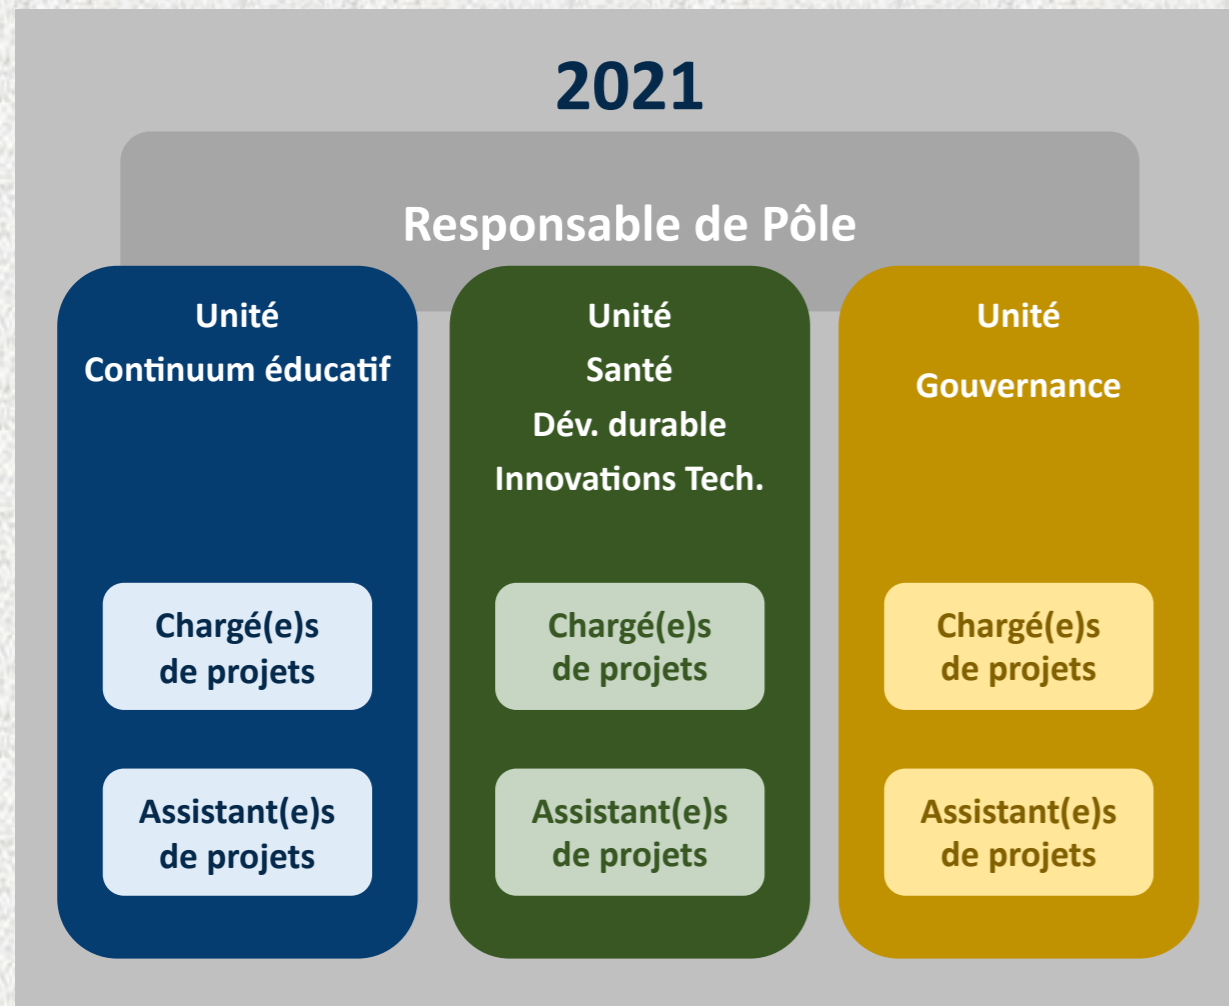 2021
Responsable de Pôle
Unité
Continuum éducatif
Chargé(e)s
de projets
Assistant(e)s
de projets
Unité
Santé
Dév. durable
Innovations Tech.
Chargé(e)s
de projets
Assistant(e)s
de projets
Unité
Gouvernance
Chargé(e)s
de projets
Assistant(e)s
de projets